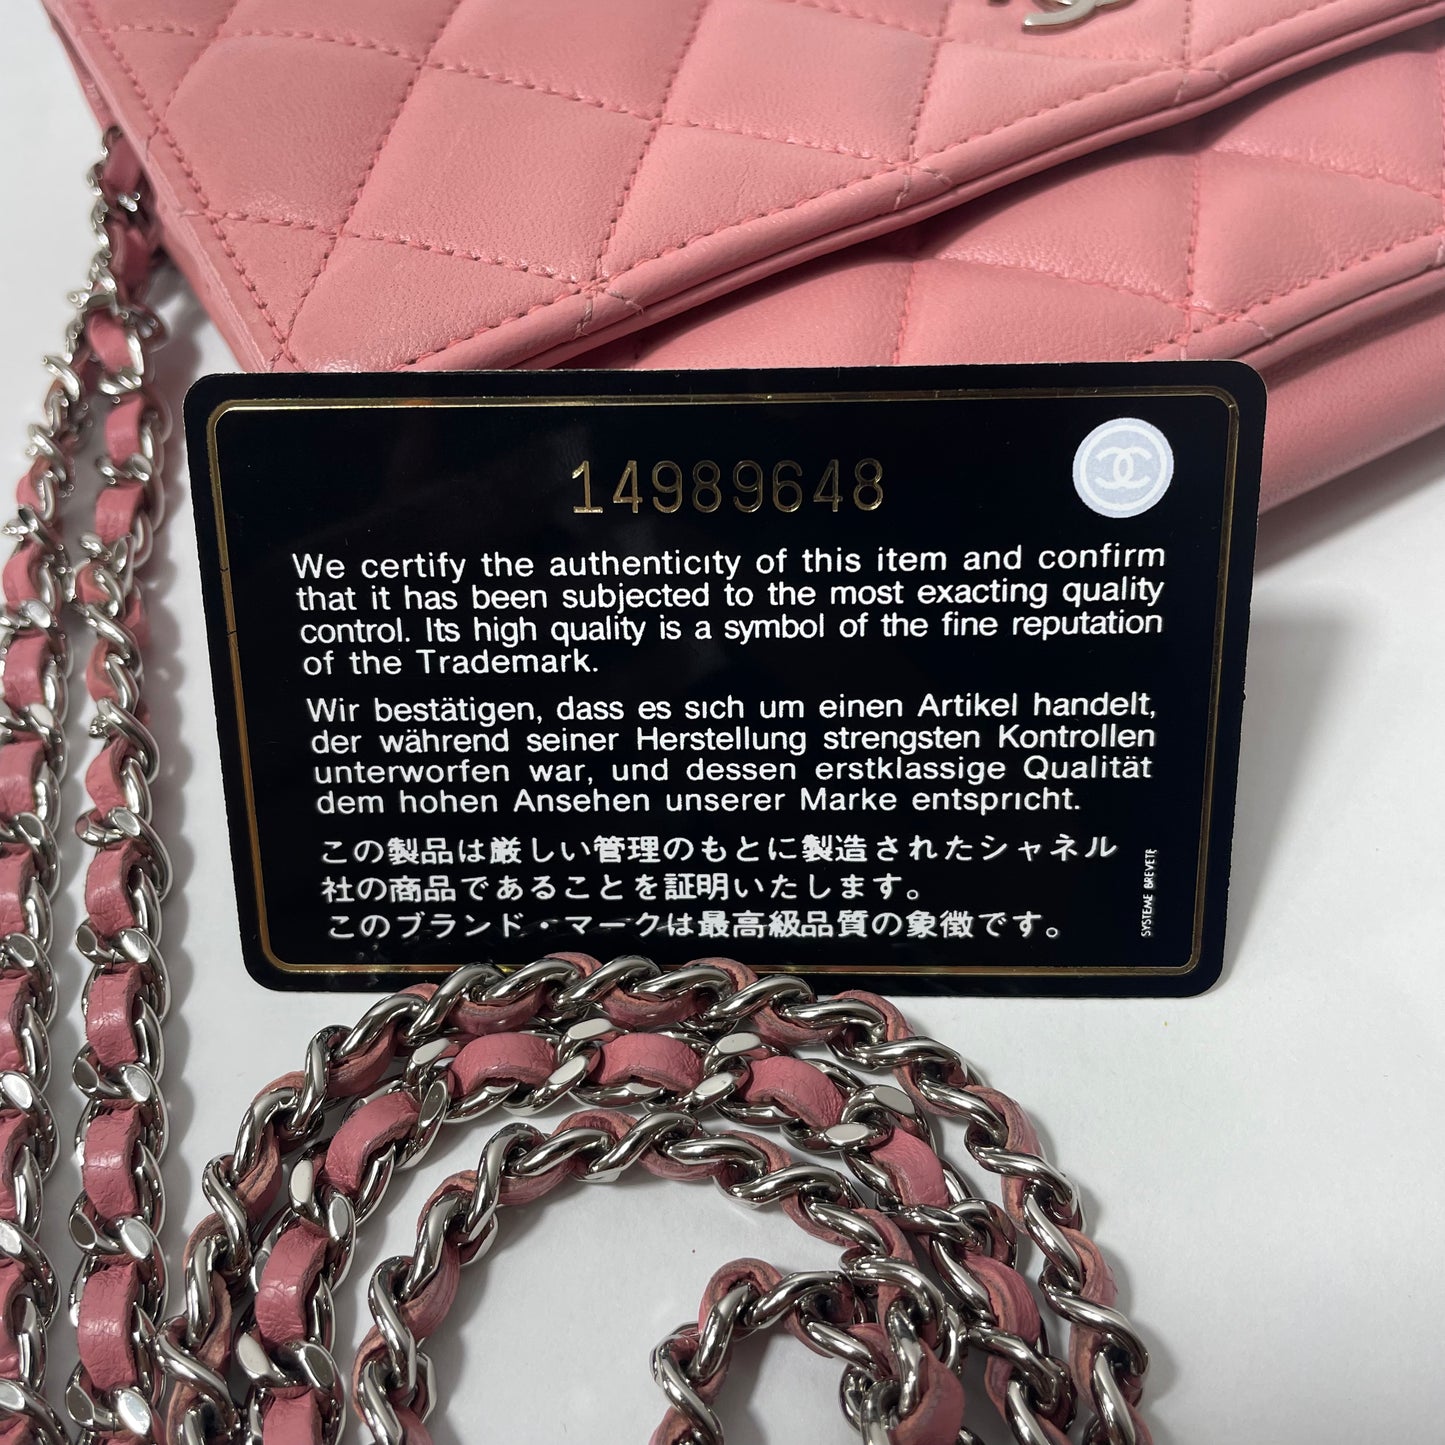 14989648
We certify the authenticity of this item and confirm
that it has been subjected to the most exacting quality
control. Its high quality is a symbol of the fine reputation
of the Trademark.
Wir bestätigen, dass es sich um einen Artikel handelt,
der während seiner Herstellung strengsten Kontrollen
unterworfen war, und dessen erstklassige Qualität
dem hohen Ansehen unserer Marke entspricht.
この製品は厳しい管理のもとに製造されたシャネル
社の商品であることを証明いたします。
このブランド・マークは最高級品質の象徴です。
SYSTEME BREVETE